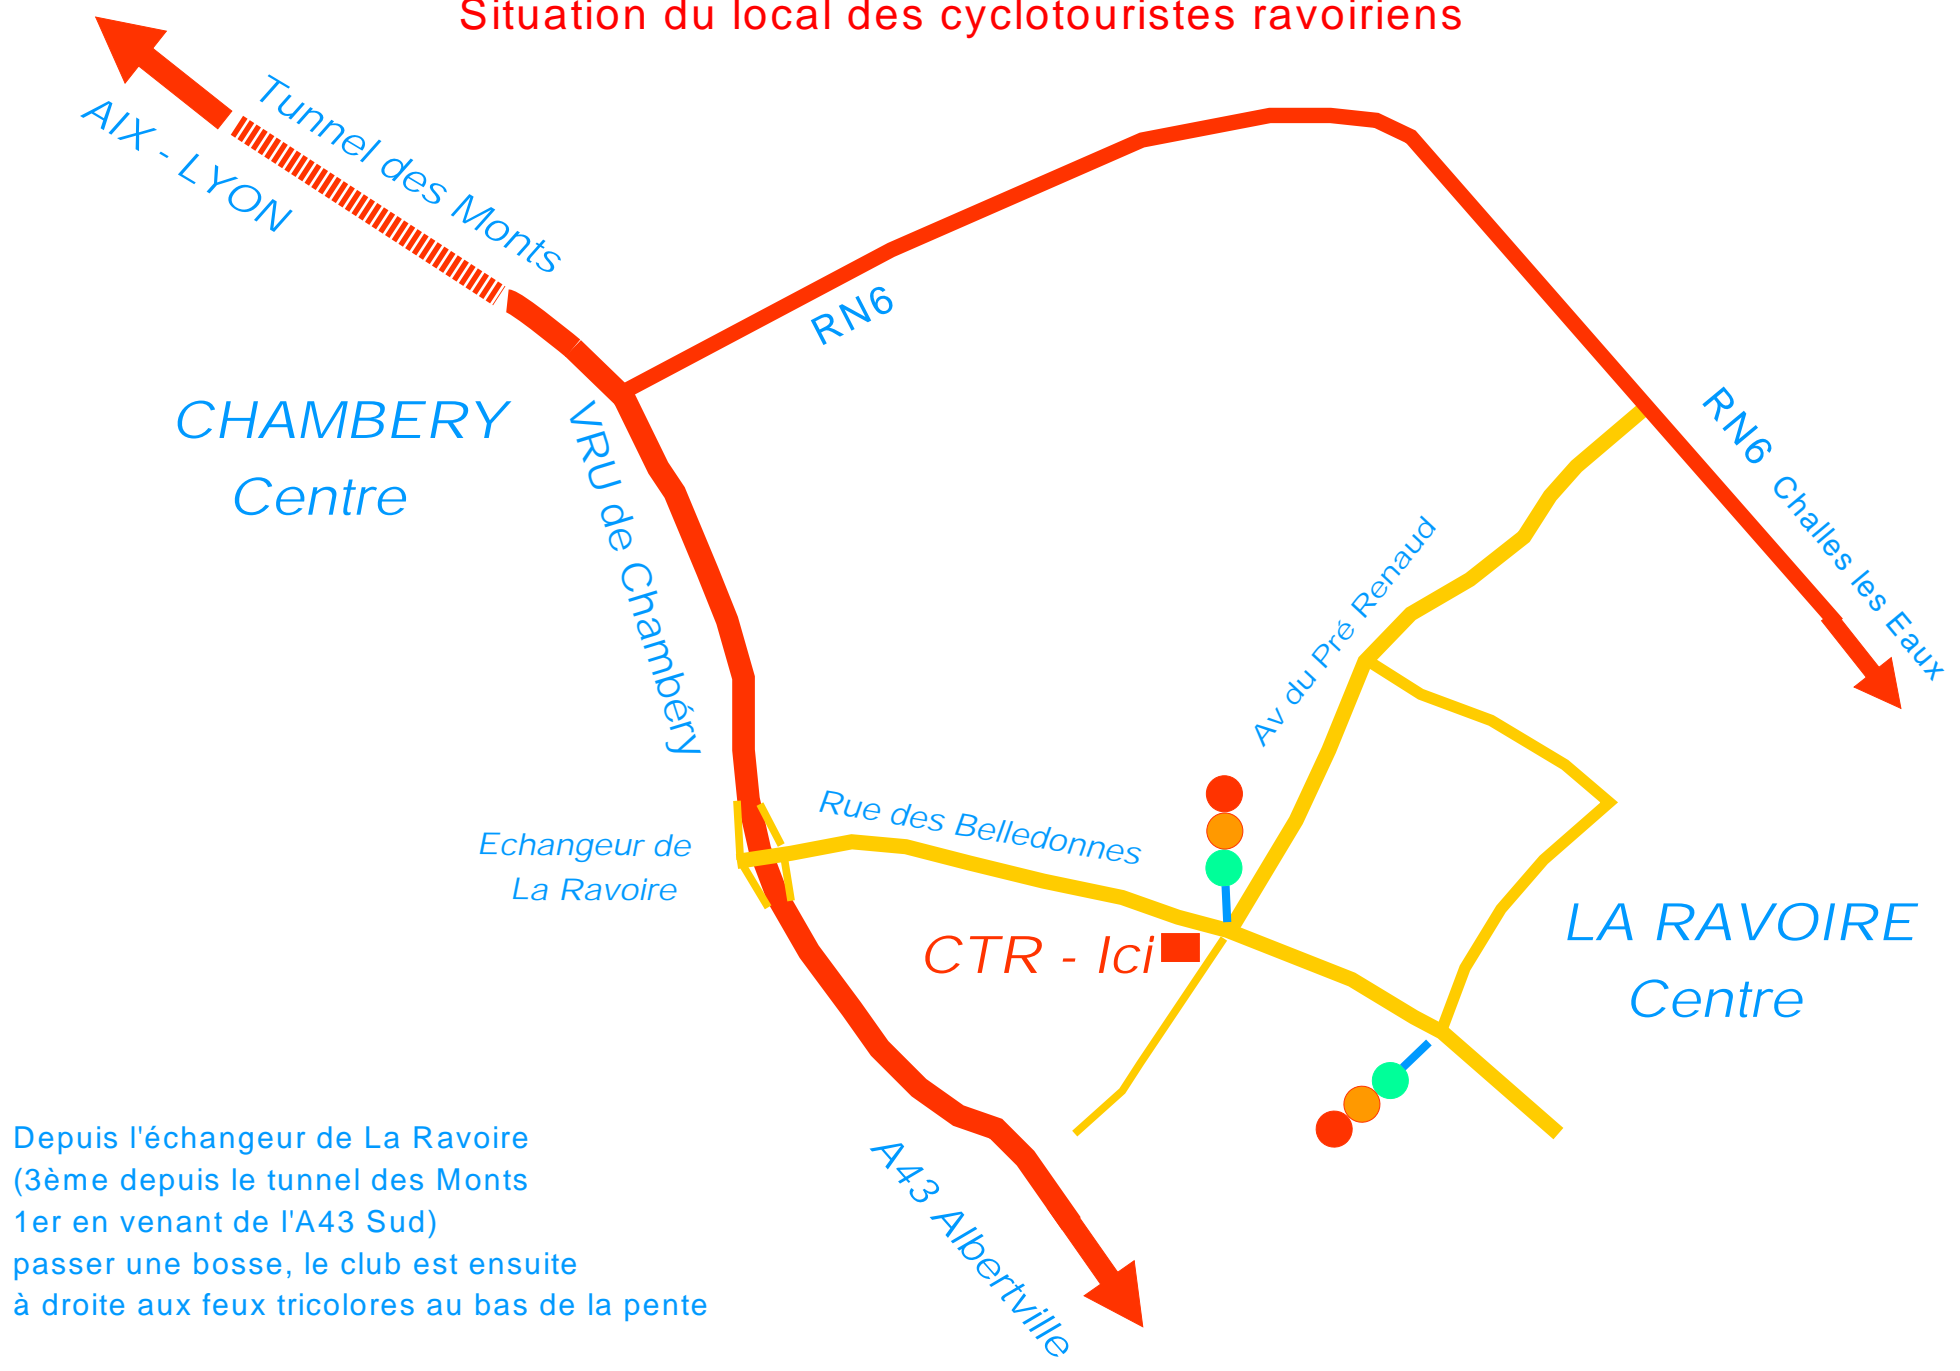 Situation du local des cyclotouristes ravoiriens
Tunnel des Monts
AIX - LYON
RN6
CHAMBERY
Centre
VRU de Chambéry
RN6 Challes les Eaux
Av du Pré Renaud
Rue des Belledonnes
Echangeur de
La Ravoire
CTR - Ici
LA RAVOIRE
Centre
A43 Albertville
Depuis l'échangeur de La Ravoire
(3ème depuis le tunnel des Monts
1er en venant de l'A43 Sud)
passer une bosse, le club est ensuite
à droite aux feux tricolores au bas de la pente